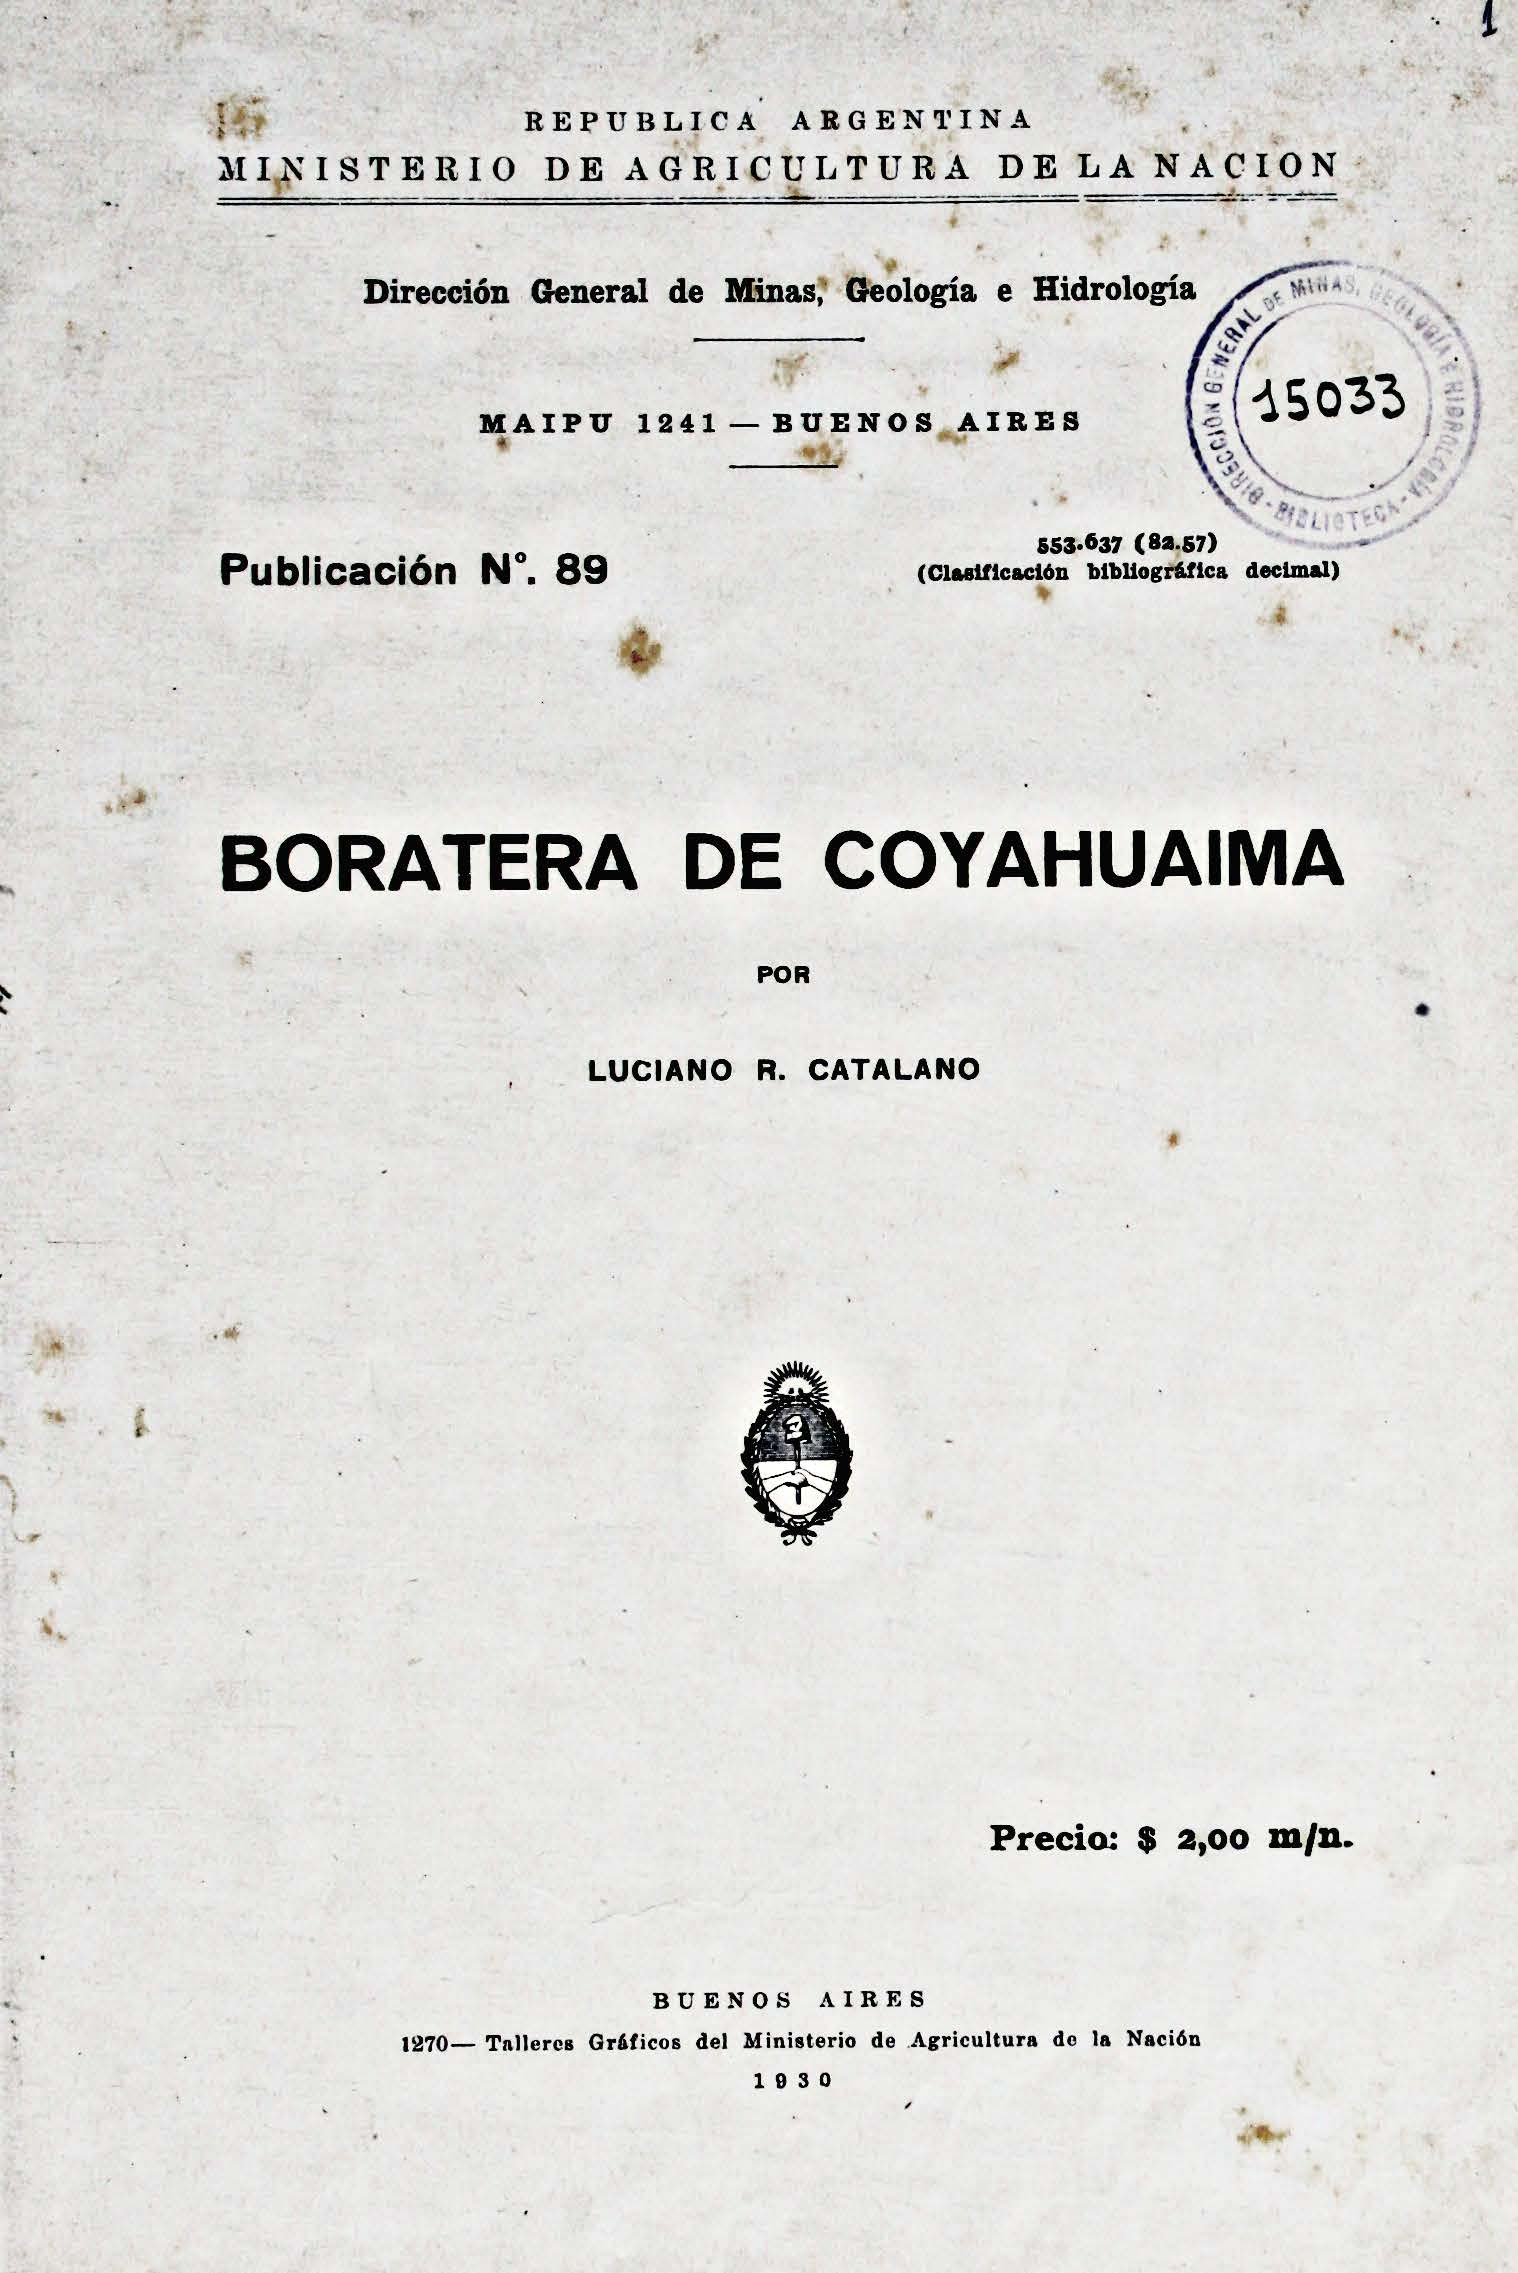 1
REPUBLICA ARGENTINA
MINISTERIO DE AGRICULTURA DE LA NACION
Dirección General de Minas, Geología e Hidrología
DIRECCIÓN GENERAL DE MINAS, GEOLOGÍA E HIDROLOGÍA - BIBLIOTECA -
15033
MAIPU 1241 — BUENOS AIRES
Publicación Nº. 89
553.637 (82.57)
(Clasificación bibliográfica decimal)
BORATERA DE COYAHUAIMA
POR
LUCIANO R. CATALANO
Precio: $ 2,00 m/n.
BUENOS AIRES
1270— Talleres Gráficos del Ministerio de Agricultura de la Nación
1930